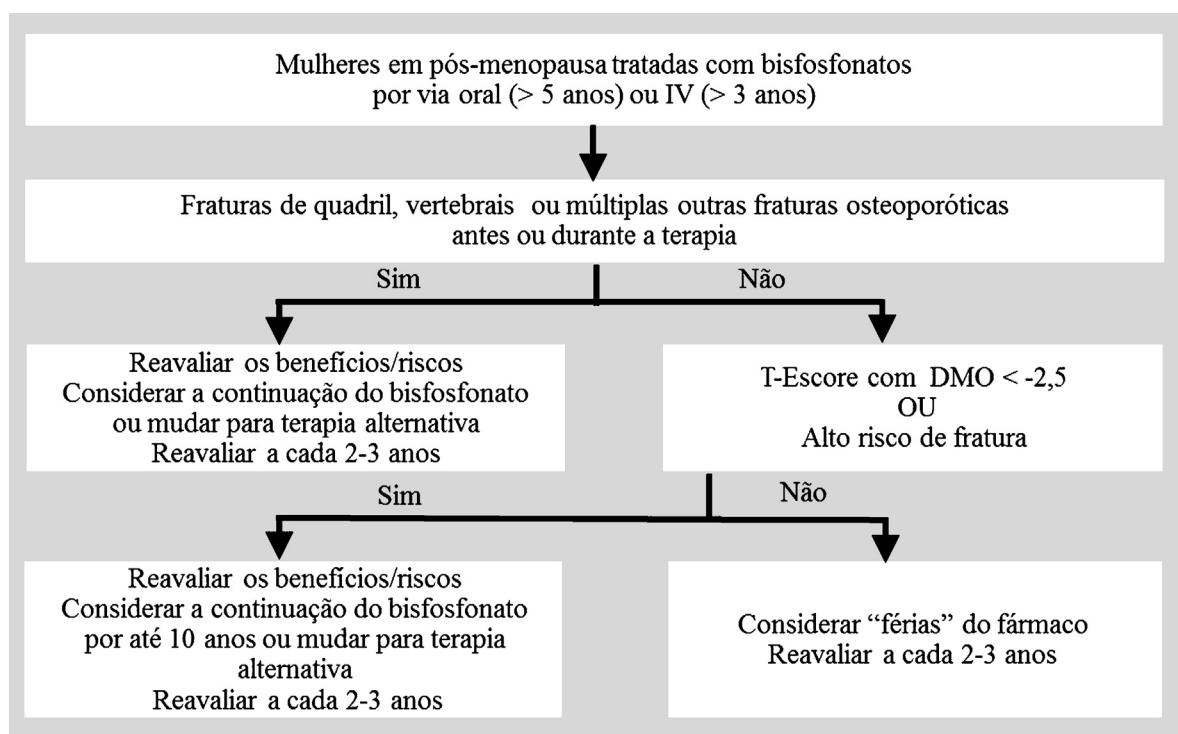 Mulheres em pós-menopausa tratadas com bisfosfonatos
por via oral (> 5 anos) ou IV (> 3 anos)
Fraturas de quadril, vertebrais ou múltiplas outras fraturas osteoporóticas
antes ou durante a terapia
Sim
Não
Reavaliar os benefícios/riscos
Considerar a continuação do bisfosfonato
ou mudar para terapia alternativa
Reavaliar a cada 2-3 anos
T-Escore com DMO < -2,5
OU
Alto risco de fratura
Sim
Não
Reavaliar os benefícios/riscos
Considerar a continuação do bisfosfonato
por até 10 anos ou mudar para terapia
alternativa
Reavaliar a cada 2-3 anos
Considerar “férias” do fármaco
Reavaliar a cada 2-3 anos